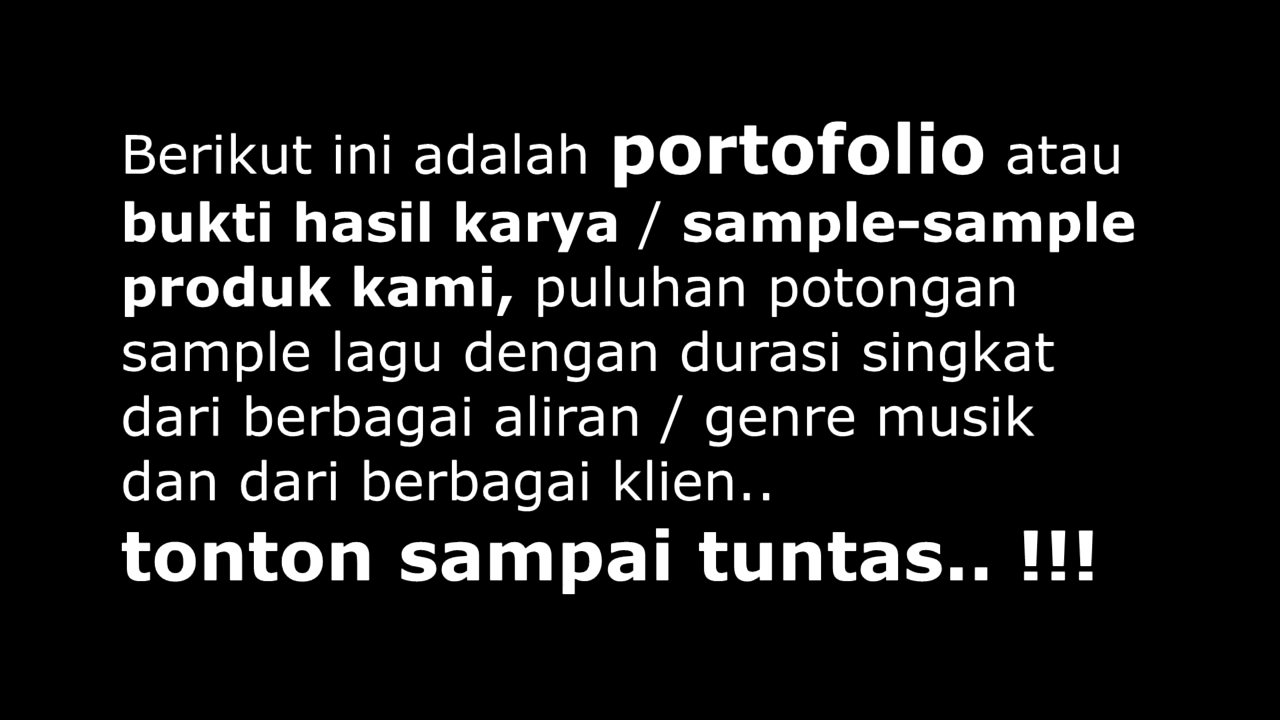 Berikut ini adalah portofolio atau
bukti hasil karya / sample-sample
produk kami, puluhan potongan
sample lagu dengan durasi singkat
dari berbagai aliran / genre musik
dan dari berbagai klien..
tonton sampai tuntas.. !!!